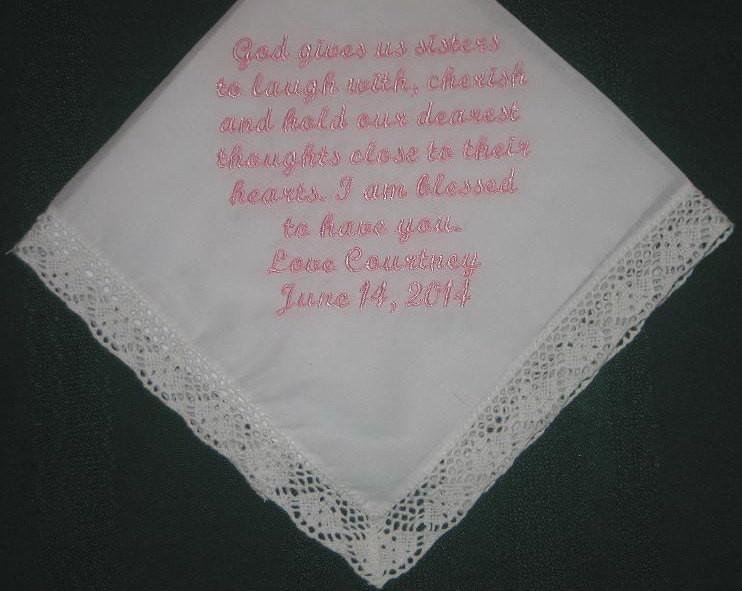 God gives us sisters
to laugh with, cherish
and hold our dearest
thoughts close to their
hearts. I am blessed
to have you.
Love Courtney
June 14, 2014